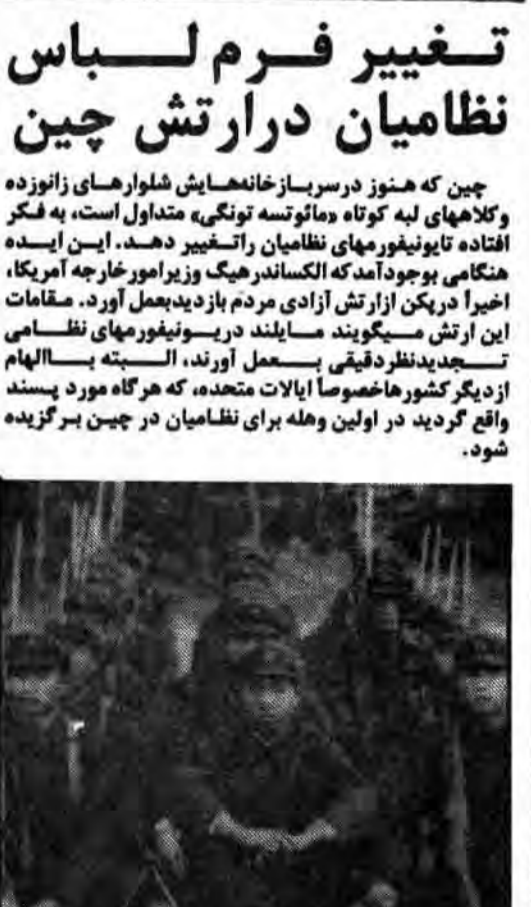 تغییر فرم لباس
نظامیان درارتش چین
چین که هنوز درسربازخانه‌هایش شلوارهای زانوزده
وکلاههای لبه کوتاه «مائوتسه تونگی» متداول است، به فکر
افتاده تایونیفورمهای نظامیان راتغییر دهد. این ایده
هنگامی بوجودآمدکه الکساندرهیگ وزیرامورخارجه آمریکا،
اخیرأ درپکن ازارتش آزادی مردم بازدیدبعمل آورد. مقامات
این ارتش میگویند مایلند دریونیفورمهای نظامی
تجدیدنظردقیقی بعمل آورند، البته باالهام
ازدیگرکشورهاخصوصأ ایالات متحده، که هرگاه مورد پسند
واقع گردید در اولین وهله برای نظامیان در چین برگزیده
شود.